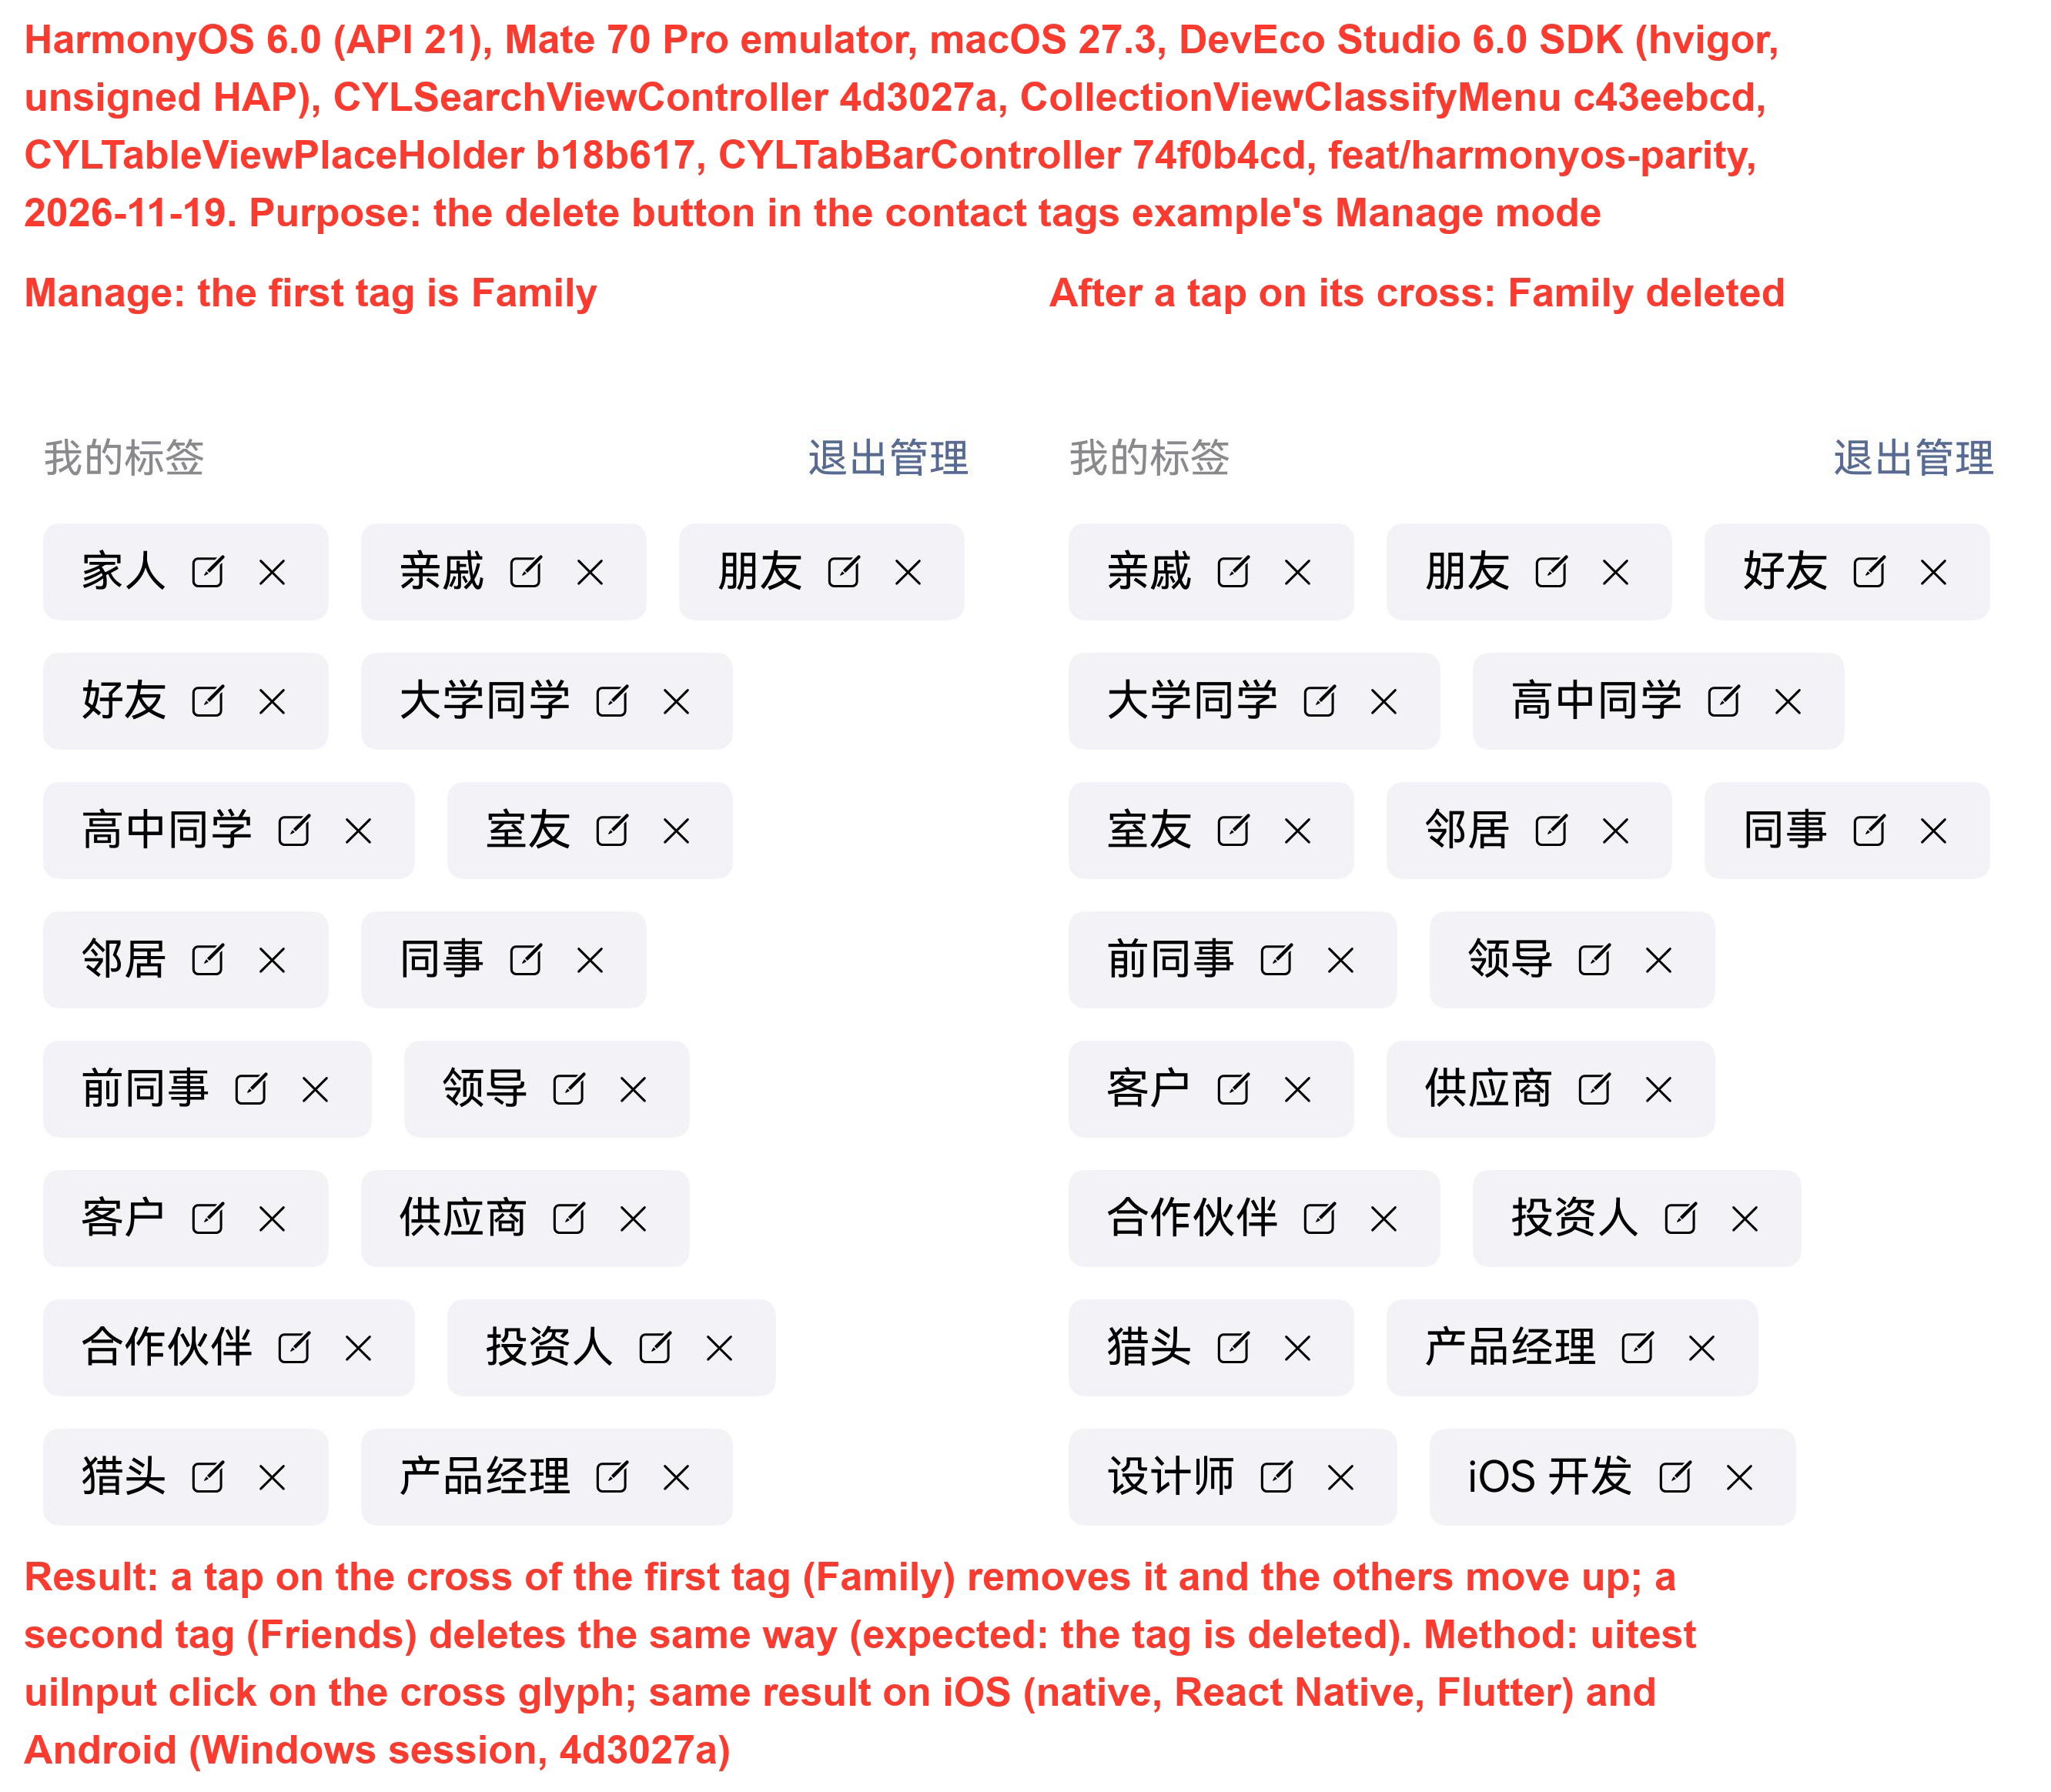 HarmonyOS 6.0 (API 21), Mate 70 Pro emulator, macOS 27.3, DevEco Studio 6.0 SDK (hvigor,
unsigned HAP), CYLSearchViewController 4d3027a, CollectionViewClassifyMenu c43eebcd,
CYLTableViewPlaceHolder b18b617, CYLTabBarController 74f0b4cd, feat/harmonyos-parity,
2026-11-19. Purpose: the delete button in the contact tags example's Manage mode
Manage: the first tag is Family
我的标签 退出管理
家人 亲戚 朋友
好友 大学同学
高中同学 室友
邻居 同事
前同事 领导
客户 供应商
合作伙伴 投资人
猎头 产品经理
After a tap on its cross: Family deleted
我的标签 退出管理
亲戚 朋友 好友
大学同学 高中同学
室友 邻居 同事
前同事 领导
客户 供应商
合作伙伴 投资人
猎头 产品经理
设计师 iOS 开发
Result: a tap on the cross of the first tag (Family) removes it and the others move up; a
second tag (Friends) deletes the same way (expected: the tag is deleted). Method: uitest
uiInput click on the cross glyph; same result on iOS (native, React Native, Flutter) and
Android (Windows session, 4d3027a)